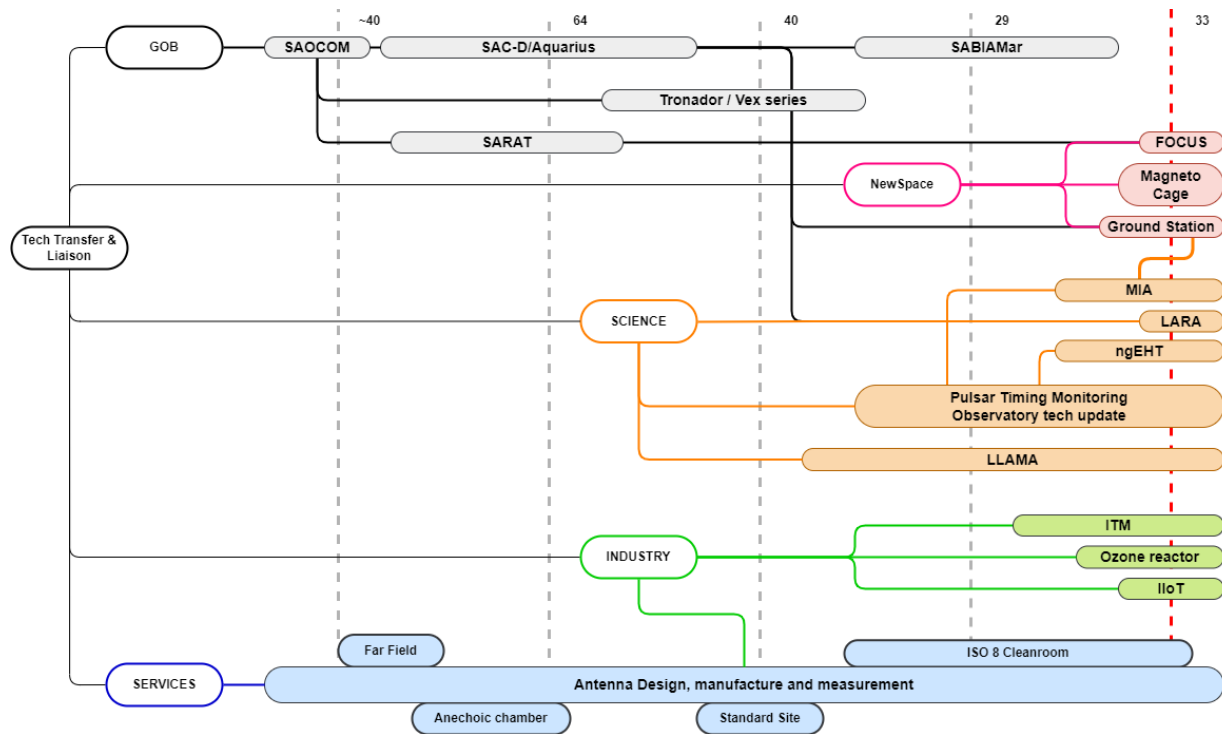 ~40
64
40
29
33
GOB
SAOCOM
SAC-D/Aquarius
SABIAMar
Tronador / Vex series
SARAT
FOCUS
NewSpace
Magneto
Cage
Ground Station
Tech Transfer &
Liaison
MIA
SCIENCE
LARA
ngEHT
Pulsar Timing Monitoring
Observatory tech update
LLAMA
ITM
INDUSTRY
Ozone reactor
IIoT
Far Field
ISO 8 Cleanroom
SERVICES
Antenna Design, manufacture and measurement
Anechoic chamber
Standard Site